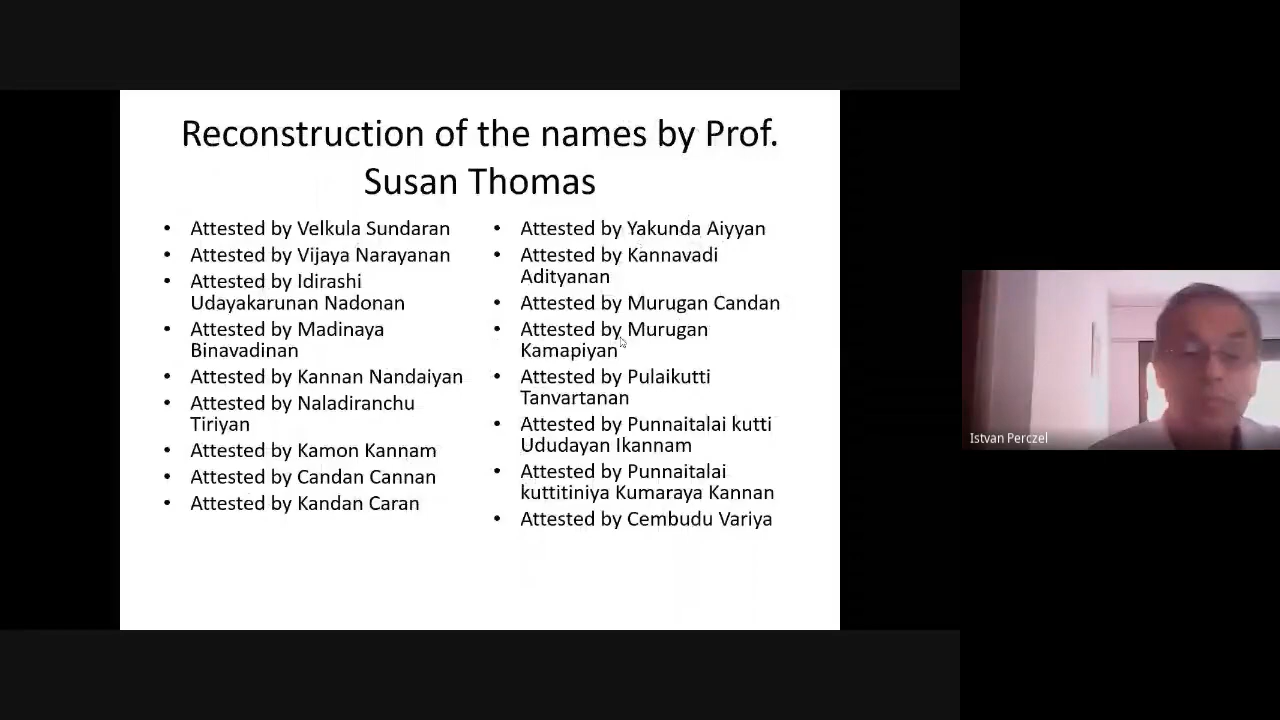 Reconstruction of the names by Prof.
Susan Thomas
• Attested by Velkula Sundaran
• Attested by Vijaya Narayanan
• Attested by Idirashi
Udayakarunan Nadonan
• Attested by Madinaya
Binavadinan
• Attested by Kannan Nandaiyan
• Attested by Naladiranchu
Tiriyan
• Attested by Kamon Kannam
• Attested by Candan Cannan
• Attested by Kandan Caran
• Attested by Yakunda Aiyyan
• Attested by Kannavadi
Adityanan
• Attested by Murugan Candan
• Attested by Murugan
Kamapiyan
• Attested by Pulaikutti
Tanvartanan
• Attested by Punnaitalai kutti
Ududayan Ikannam
• Attested by Punnaitalai
kuttitiniya Kumaraya Kannan
• Attested by Cembudu Variya
Istvan Perczel